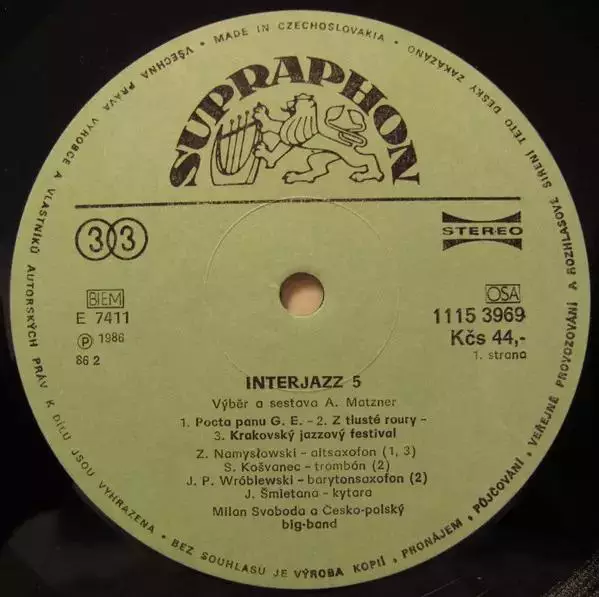 • MADE IN CZECHOSLOVAKIA • VŠECHNA PRÁVA VÝROBCE A VLASTNÍKŮ AUTORSKÝCH PRÁV K DÍLU JSOU VYHRAZENA • BEZ SOUHLASU JE VÝROBA KOPIÍ, PRONÁJEM, PŮJČOVÁNÍ, VEŘEJNÉ PROVOZOVÁNÍ A ROZHLASOVÉ ŠÍŘENÍ TÉTO DESKY ZAKÁZÁNO
SUPRAPHON
33
STEREO
BIEM
OSA
E 7411
1115 3969
Ⓟ 1986
Kčs 44,-
86 2
1. strana
INTERJAZZ 5
Výběr a sestava A. Matzner
1. Pocta panu G. E. – 2. Z tlusté roury –
3. Krakovský jazzový festival
Z. Namysłowski - altsaxofon (1, 3)
S. Košvanec - trombón (2)
J. P. Wróblewski - barytonsaxofon (2)
J. Śmietana - kytara
Milan Svoboda a Česko-polský
big-band